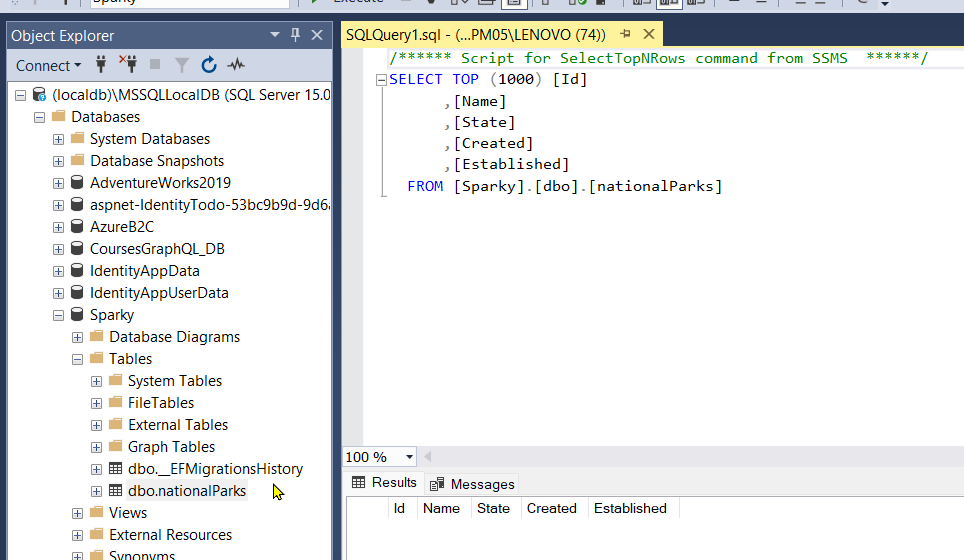 Sparky
Execute
Object Explorer
Connect
(localdb)\MSSQLLocalDB (SQL Server 15.0
Databases
System Databases
Database Snapshots
AdventureWorks2019
aspnet-IdentityTodo-53bc9b9d-9d6a
AzureB2C
CoursesGraphQL_DB
IdentityAppData
IdentityAppUserData
Sparky
Database Diagrams
Tables
System Tables
FileTables
External Tables
Graph Tables
dbo.__EFMigrationsHistory
dbo.nationalParks
Views
External Resources
Synonyms
SQLQuery1.sql - (...PM05\LENOVO (74))
/****** Script for SelectTopNRows command from SSMS  ******/
SELECT TOP (1000) [Id]
,[Name]
,[State]
,[Created]
,[Established]
FROM [Sparky].[dbo].[nationalParks]
100 %
Results Messages
Id Name State Created Established